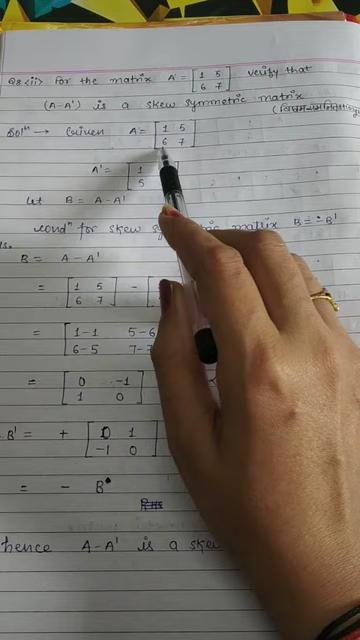 Q8(ii) For the matrix A = [1 5
6 7] verify that
(A-A') is a skew symmetric matrix
Solⁿ → Given A = [1 5
6 7]
A' = [1
5
let B = A-A'
condⁿ for skew sy matrix B = - B'
B = A - A'
= [1 5
6 7] - [
= [1-1 5-6
6-5 7-7
= [0 -1
1 0]
B' = + [0 1
-1 0]
= - B
hence A-A' is a skew